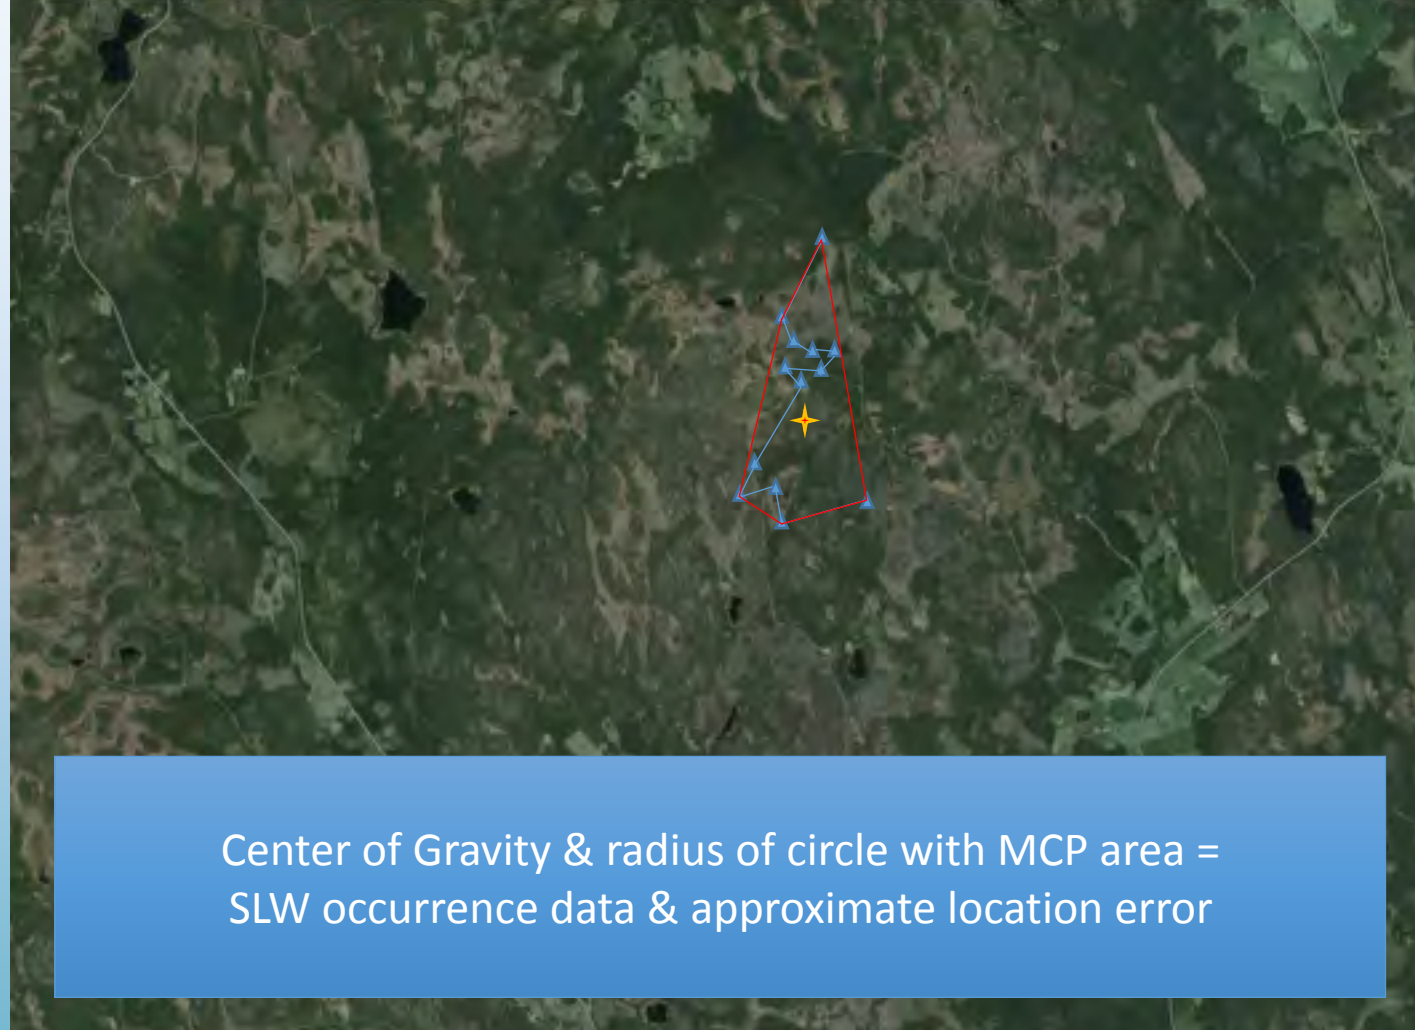 Center of Gravity & radius of circle with MCP area =
SLW occurrence data & approximate location error